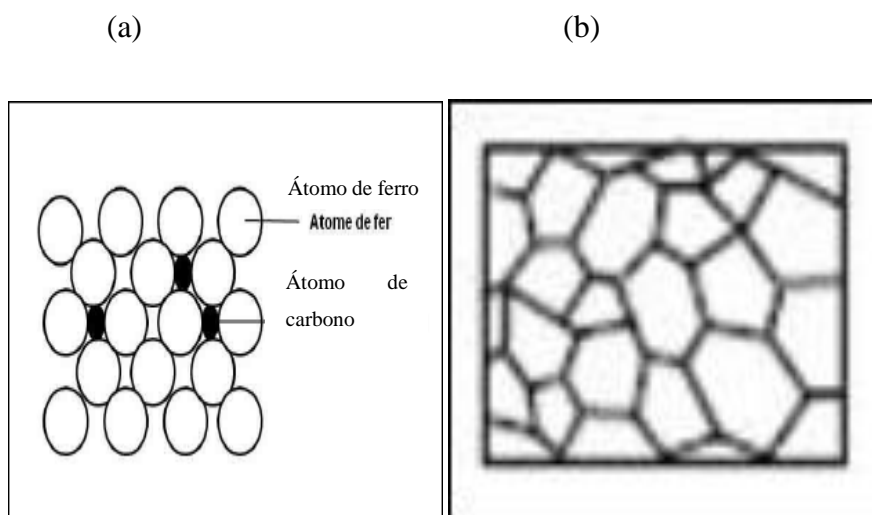 (a) (b)
Átomo de ferro
Atome de fer
Átomo de
carbono